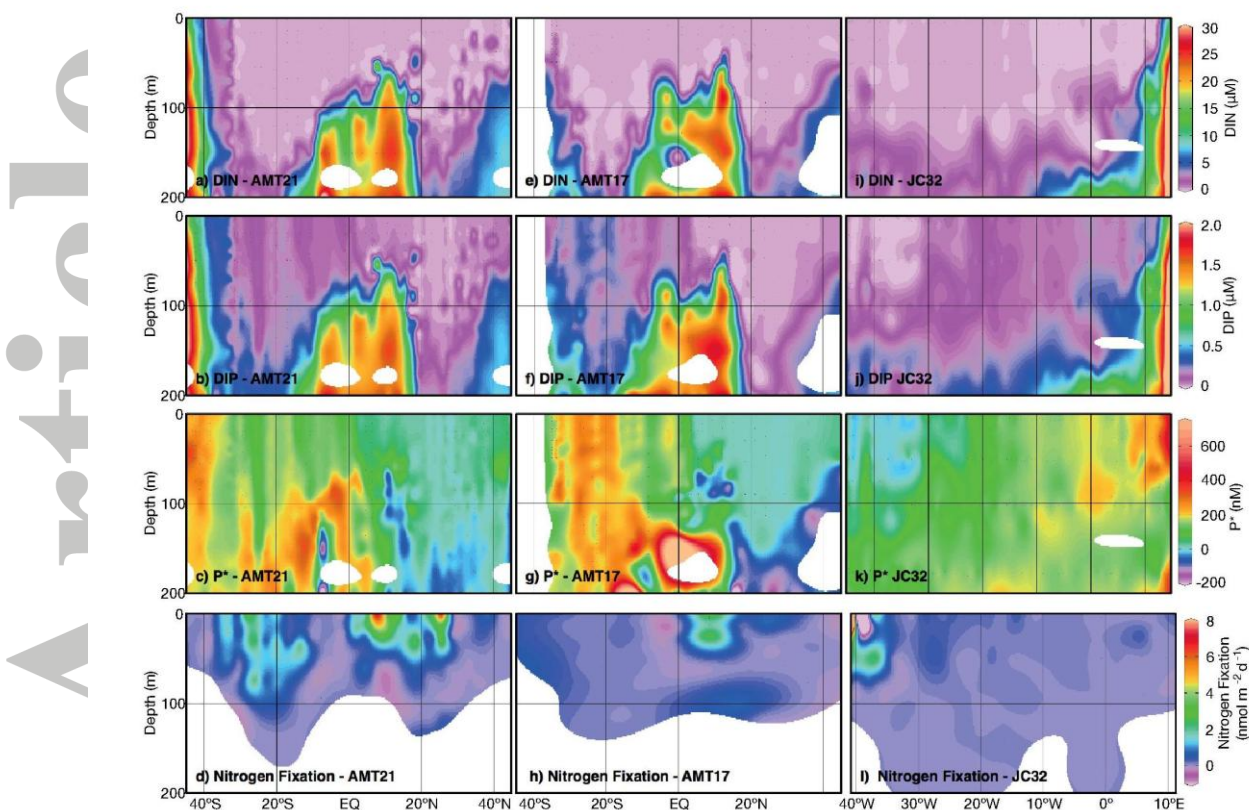 Article
0
100
200
Depth (m)
a) DIN - AMT21
e) DIN - AMT17
i) DIN - JC32
30
25
20
15
10
5
0
DIN (µM)
0
100
200
Depth (m)
b) DIP - AMT21
f) DIP - AMT17
j) DIP JC32
2.0
1.5
1.0
0.5
0
DIP (µM)
0
100
200
Depth (m)
c) P* - AMT21
g) P* - AMT17
k) P* JC32
600
400
200
0
-200
P* (nM)
0
100
200
Depth (m)
d) Nitrogen Fixation - AMT21
h) Nitrogen Fixation - AMT17
l) Nitrogen Fixation - JC32
8
6
4
2
0
Nitrogen Fixation
(nmol m⁻² d⁻¹)
40°S 20°S EQ 20°N 40°N
40°S 20°S EQ 20°N
40°W 30°W 20°W 10°W 0° 10°E